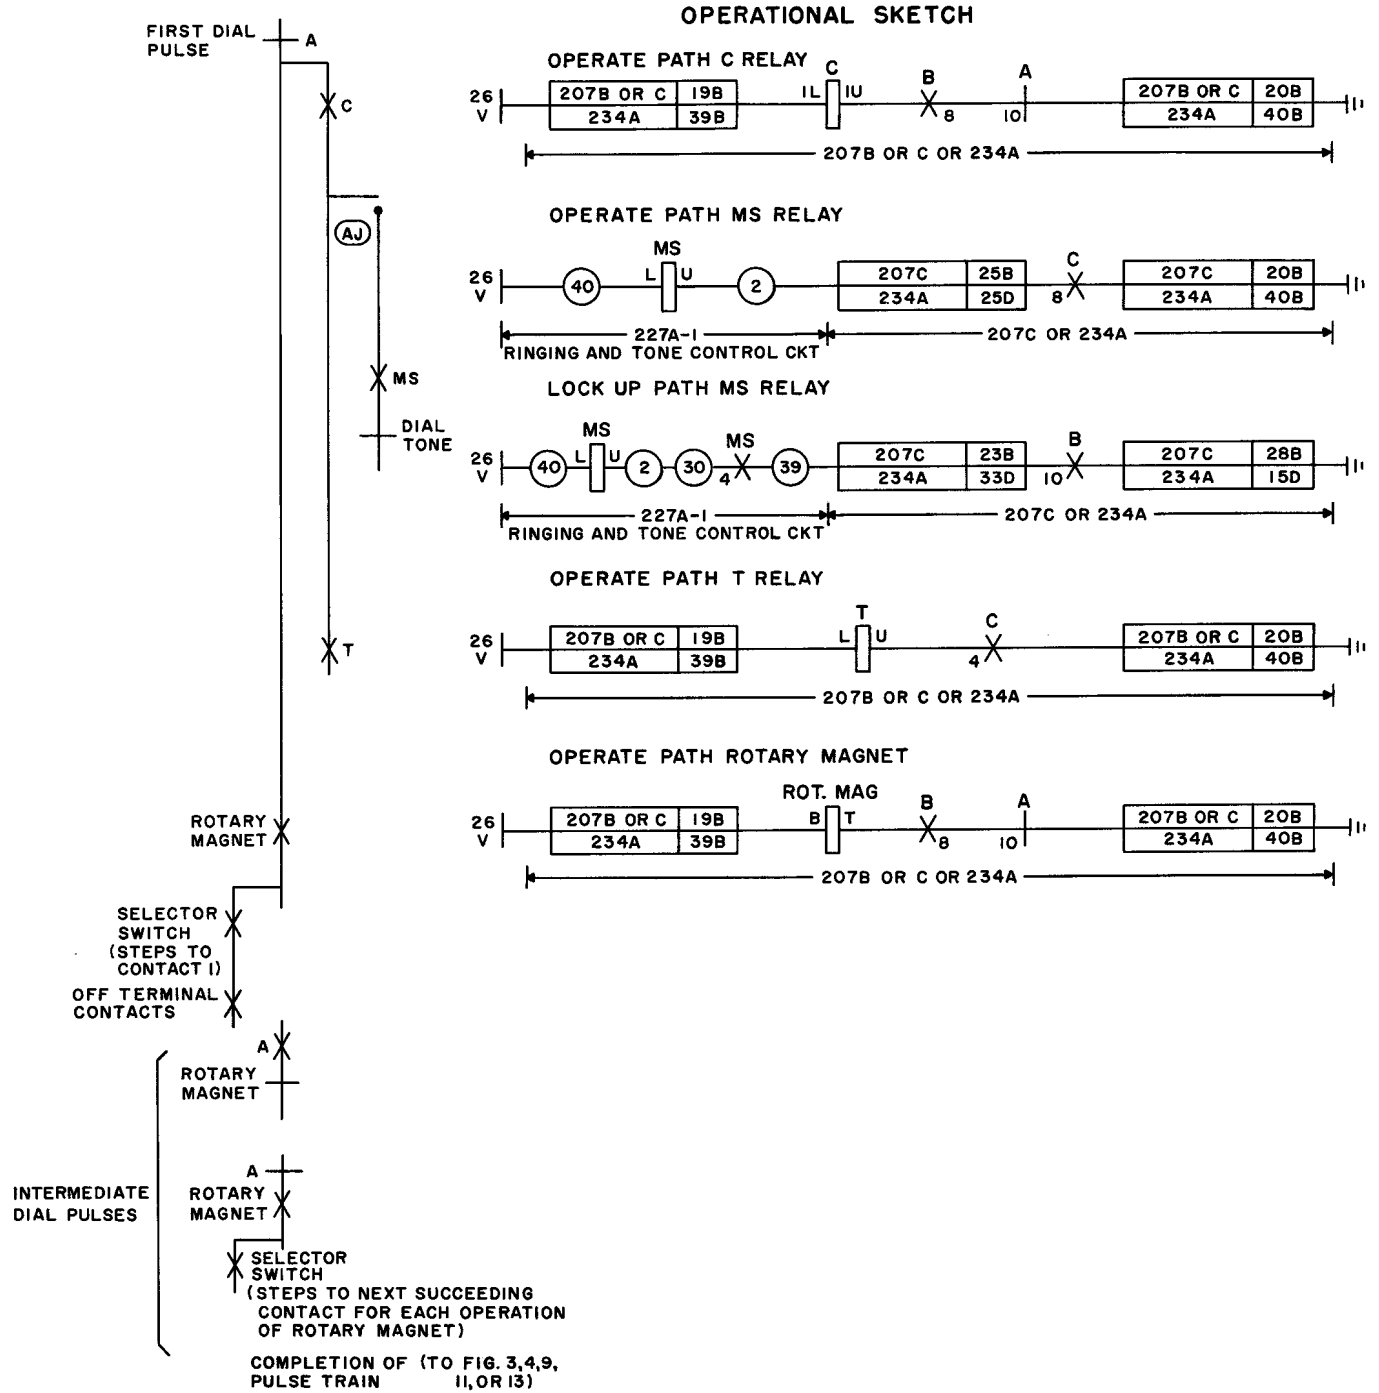 OPERATIONAL SKETCH
FIRST DIAL
PULSE
A
C
AJ
MS
DIAL
TONE
T
ROTARY
MAGNET
SELECTOR
SWITCH
(STEPS TO
CONTACT 1)
OFF TERMINAL
CONTACTS
INTERMEDIATE
DIAL PULSES
A
ROTARY
MAGNET
A
ROTARY
MAGNET
SELECTOR
SWITCH
(STEPS TO NEXT SUCCEEDING
CONTACT FOR EACH OPERATION
OF ROTARY MAGNET)
COMPLETION OF (TO FIG. 3,4,9,
PULSE TRAIN 11, OR 13)
OPERATE PATH C RELAY
C B A
26 207B OR C 19B 1L 1U 207B OR C 20B
V 234A 39B 8 10 234A 40B
207B OR C OR 234A
OPERATE PATH MS RELAY
MS C
26 40 L U 2 207C 25B 207C 20B
V 234A 25D 8 234A 40B
227A-1 207C OR 234A
RINGING AND TONE CONTROL CKT
LOCK UP PATH MS RELAY
MS MS B
26 40 L U 2 30 39 207C 23B 207C 28B
V 4 234A 33D 10 234A 15D
227A-1 207C OR 234A
RINGING AND TONE CONTROL CKT
OPERATE PATH T RELAY
T C
26 207B OR C 19B L U 207B OR C 20B
V 234A 39B 4 234A 40B
207B OR C OR 234A
OPERATE PATH ROTARY MAGNET
ROT. MAG B A
26 207B OR C 19B B T 207B OR C 20B
V 234A 39B 8 10 234A 40B
207B OR C OR 234A